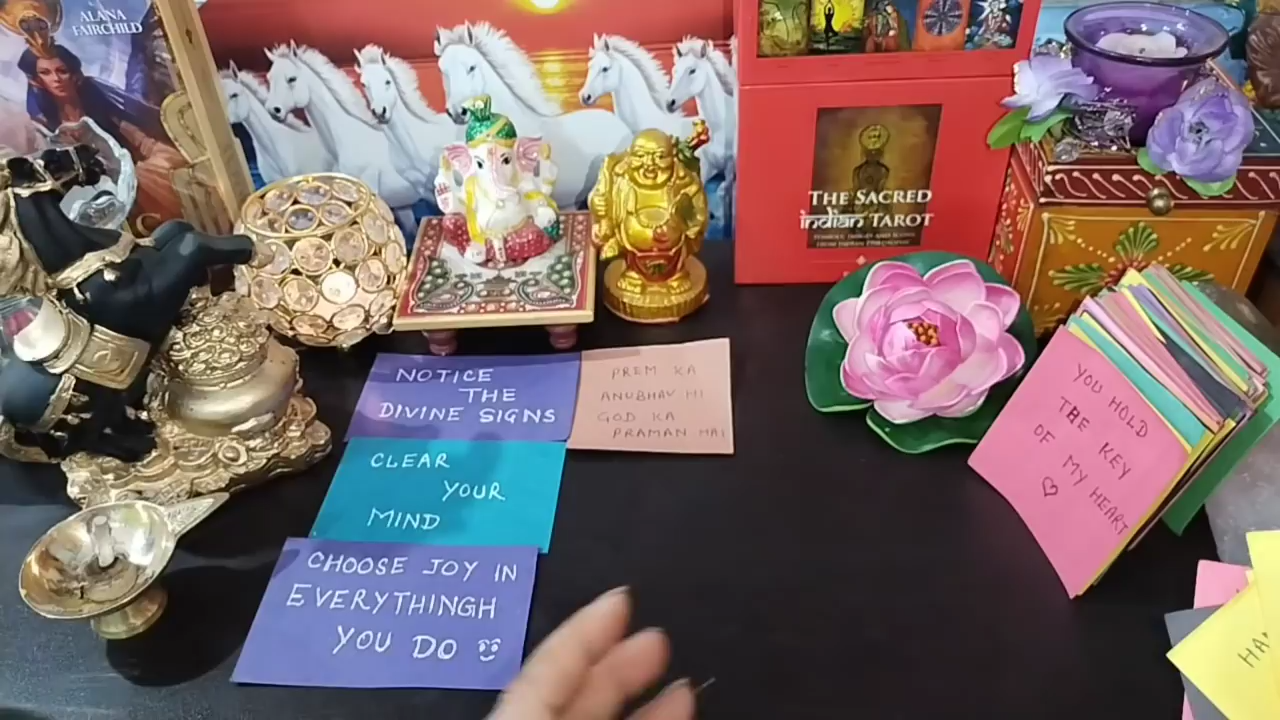 ALANA
FAIRCHILD
THE SACRED
indian TAROT
NOTICE
THE
DIVINE SIGNS
PREM KA
ANUBHAV HI
GOD KA
PRAMAN HAI
CLEAR
YOUR
MIND
CHOOSE JOY IN
EVERYTHINGH
YOU DO
YOU HOLD
THE KEY
OF MY HEART
HA